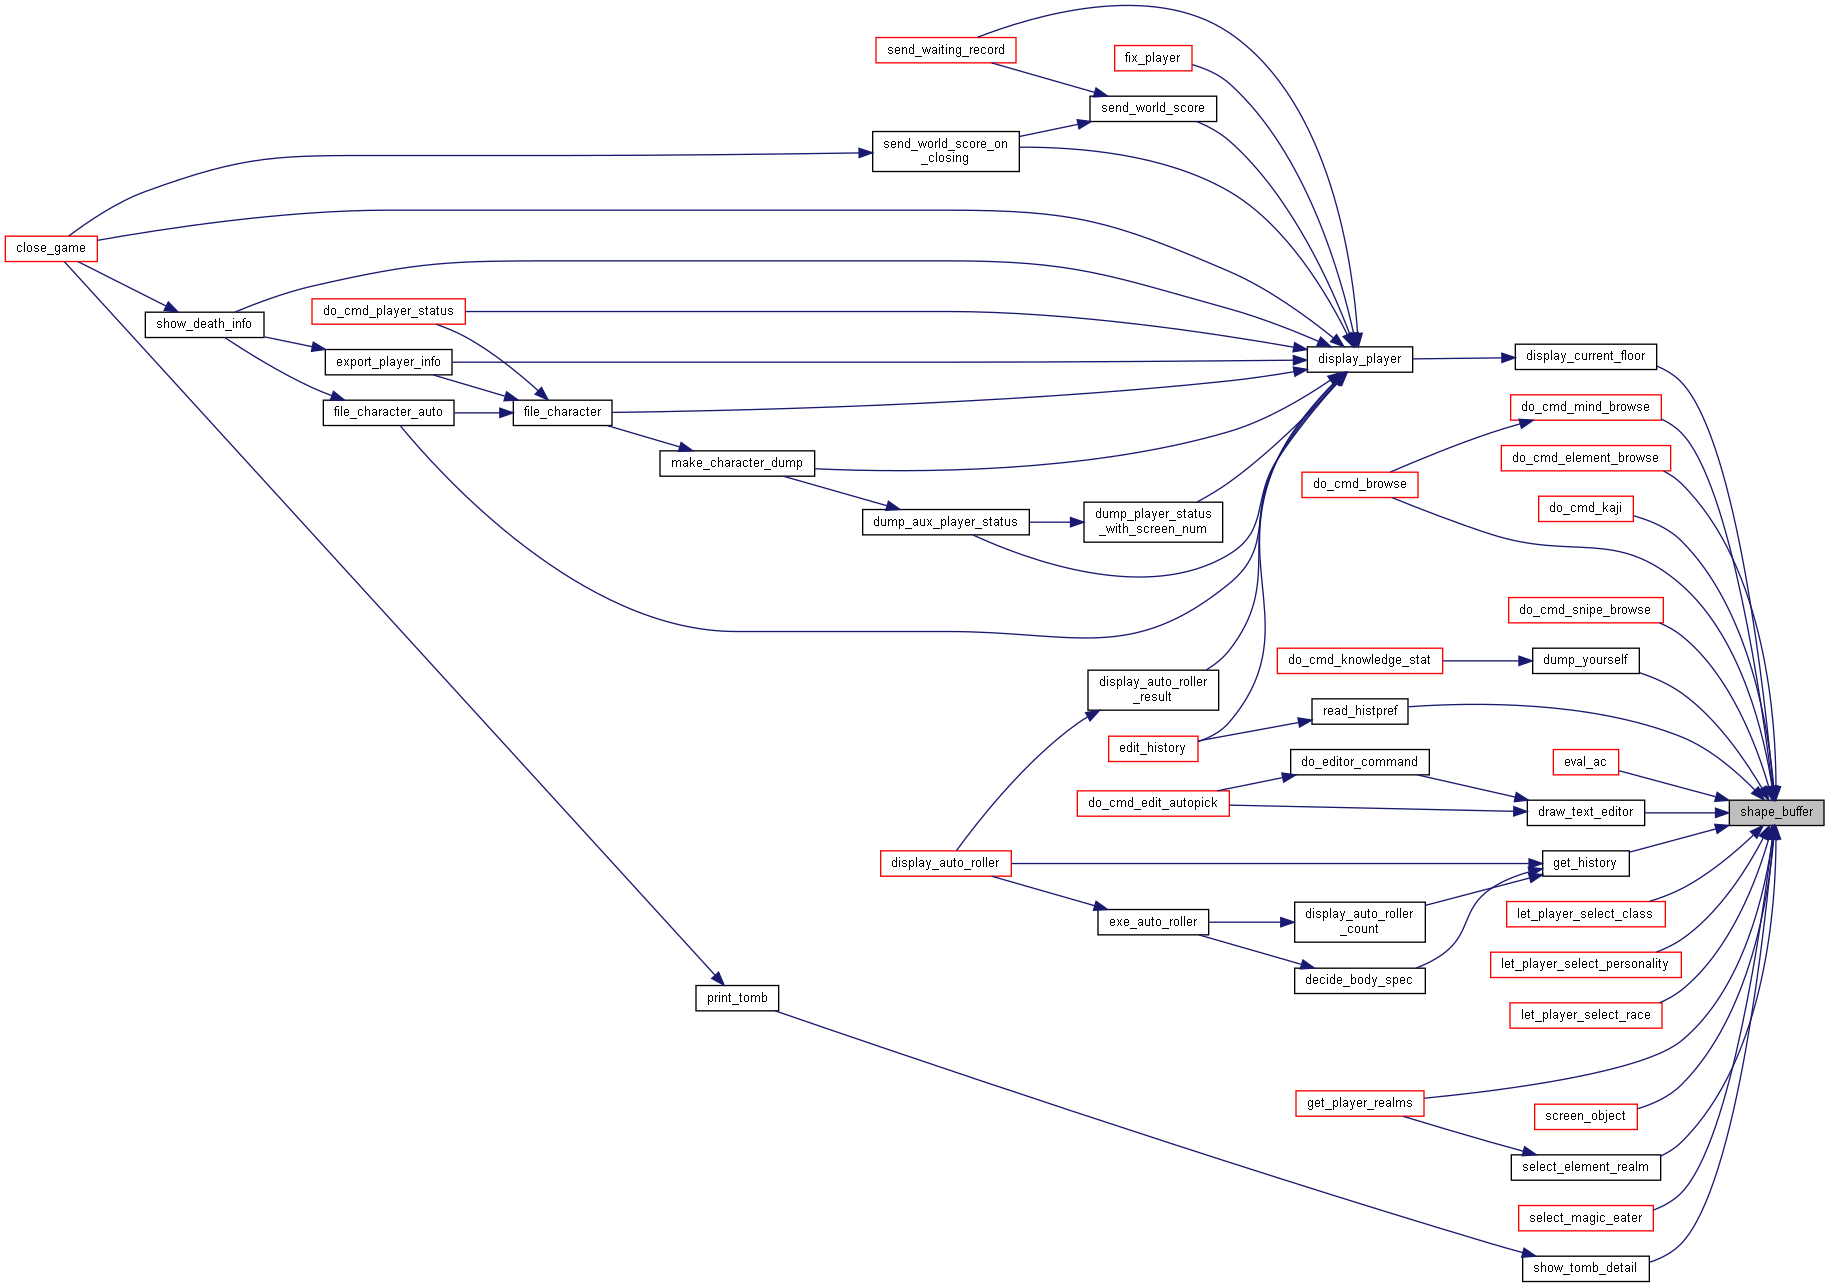 send_waiting_record
fix_player
send_world_score
send_world_score_on
_closing
close_game
do_cmd_player_status
show_death_info
export_player_info
display_player
display_current_floor
file_character_auto
file_character
do_cmd_mind_browse
make_character_dump
do_cmd_element_browse
do_cmd_browse
do_cmd_kaji
dump_aux_player_status
dump_player_status
_with_screen_num
do_cmd_snipe_browse
do_cmd_knowledge_stat
dump_yourself
display_auto_roller
_result
read_histpref
edit_history
do_editor_command
eval_ac
do_cmd_edit_autopick
draw_text_editor
shape_buffer
display_auto_roller
get_history
exe_auto_roller
display_auto_roller
_count
let_player_select_class
decide_body_spec
let_player_select_personality
print_tomb
let_player_select_race
get_player_realms
screen_object
select_element_realm
select_magic_eater
show_tomb_detail